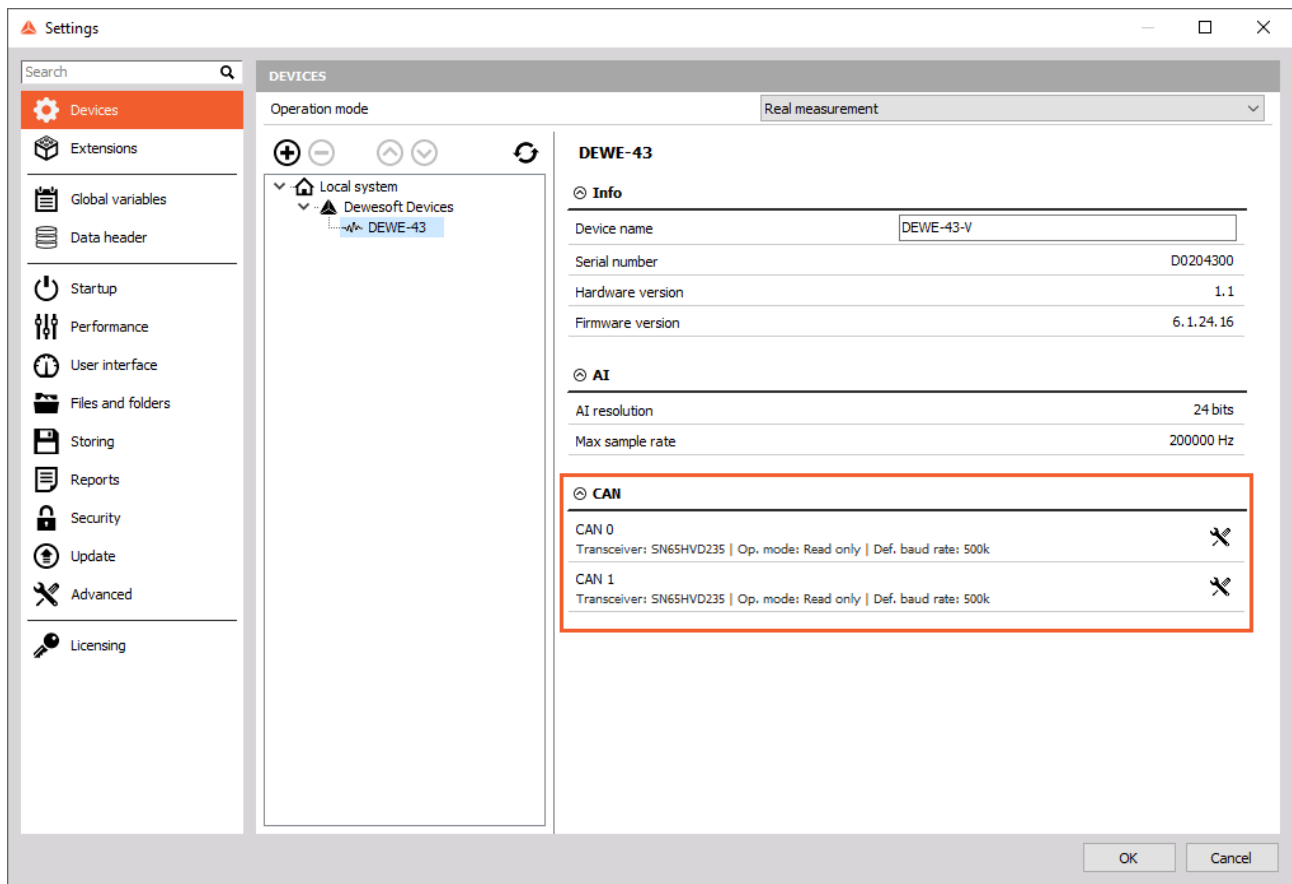 Settings
Search
DEVICES
Devices
Operation mode
Real measurement
Extensions
Global variables
Data header
Startup
Performance
User interface
Files and folders
Storing
Reports
Security
Update
Advanced
Licensing
Local system
Dewesoft Devices
DEWE-43
DEWE-43
Info
Device name DEWE-43-V
Serial number D0204300
Hardware version 1.1
Firmware version 6.1.24.16
AI
AI resolution 24 bits
Max sample rate 200000 Hz
CAN
CAN 0
Transceiver: SN65HVD235 | Op. mode: Read only | Def. baud rate: 500k
CAN 1
Transceiver: SN65HVD235 | Op. mode: Read only | Def. baud rate: 500k
OK Cancel